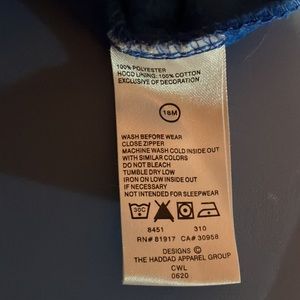 100% POLYESTER
HOOD LINING: 100% COTTON
EXCLUSIVE OF DECORATION
18M
WASH BEFORE WEAR
CLOSE ZIPPER
MACHINE WASH COLD INSIDE OUT
WITH SIMILAR COLORS
DO NOT BLEACH
TUMBLE DRY LOW
IRON ON LOW INSIDE OUT
IF NECESSARY
NOT INTENDED FOR SLEEPWEAR
30C
8451 310
RN# 81917 CA# 30958
DESIGNS ©
THE HADDAD APPAREL GROUP
CWL
0620